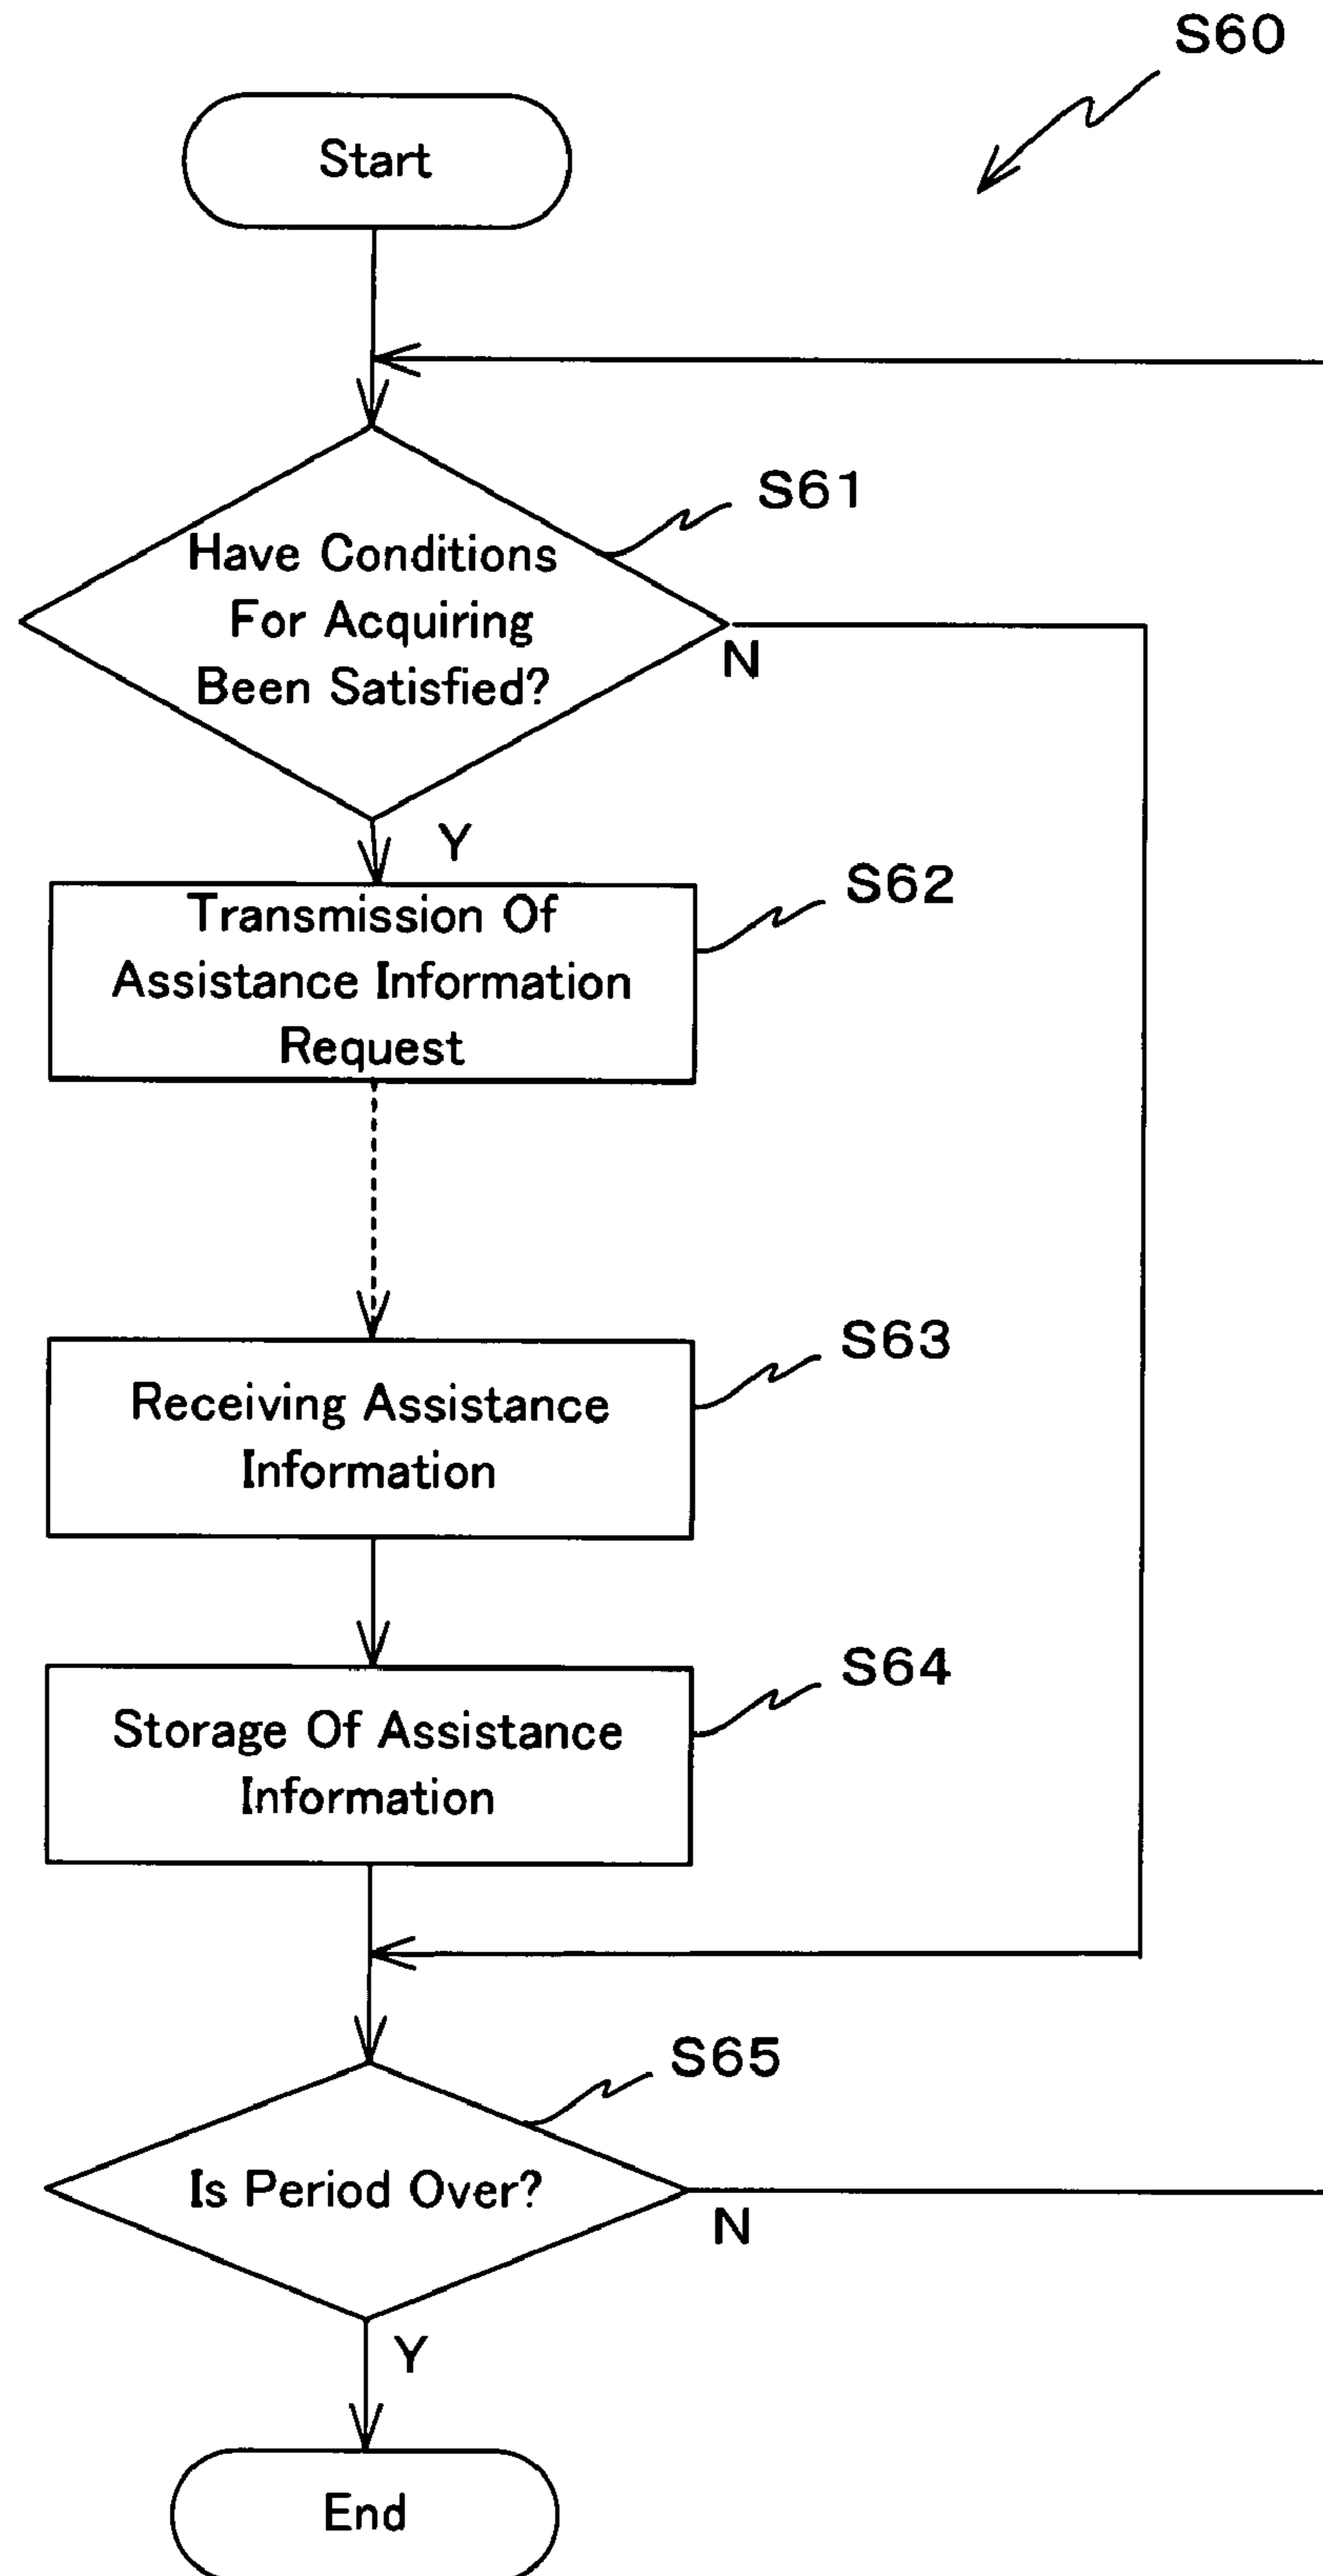 S60
Start
S61
Have Conditions
For Acquiring
Been Satisfied?
N
Y
S62
Transmission Of
Assistance Information
Request
S63
Receiving Assistance
Information
S64
Storage Of Assistance
Information
S65
Is Period Over?
N
Y
End